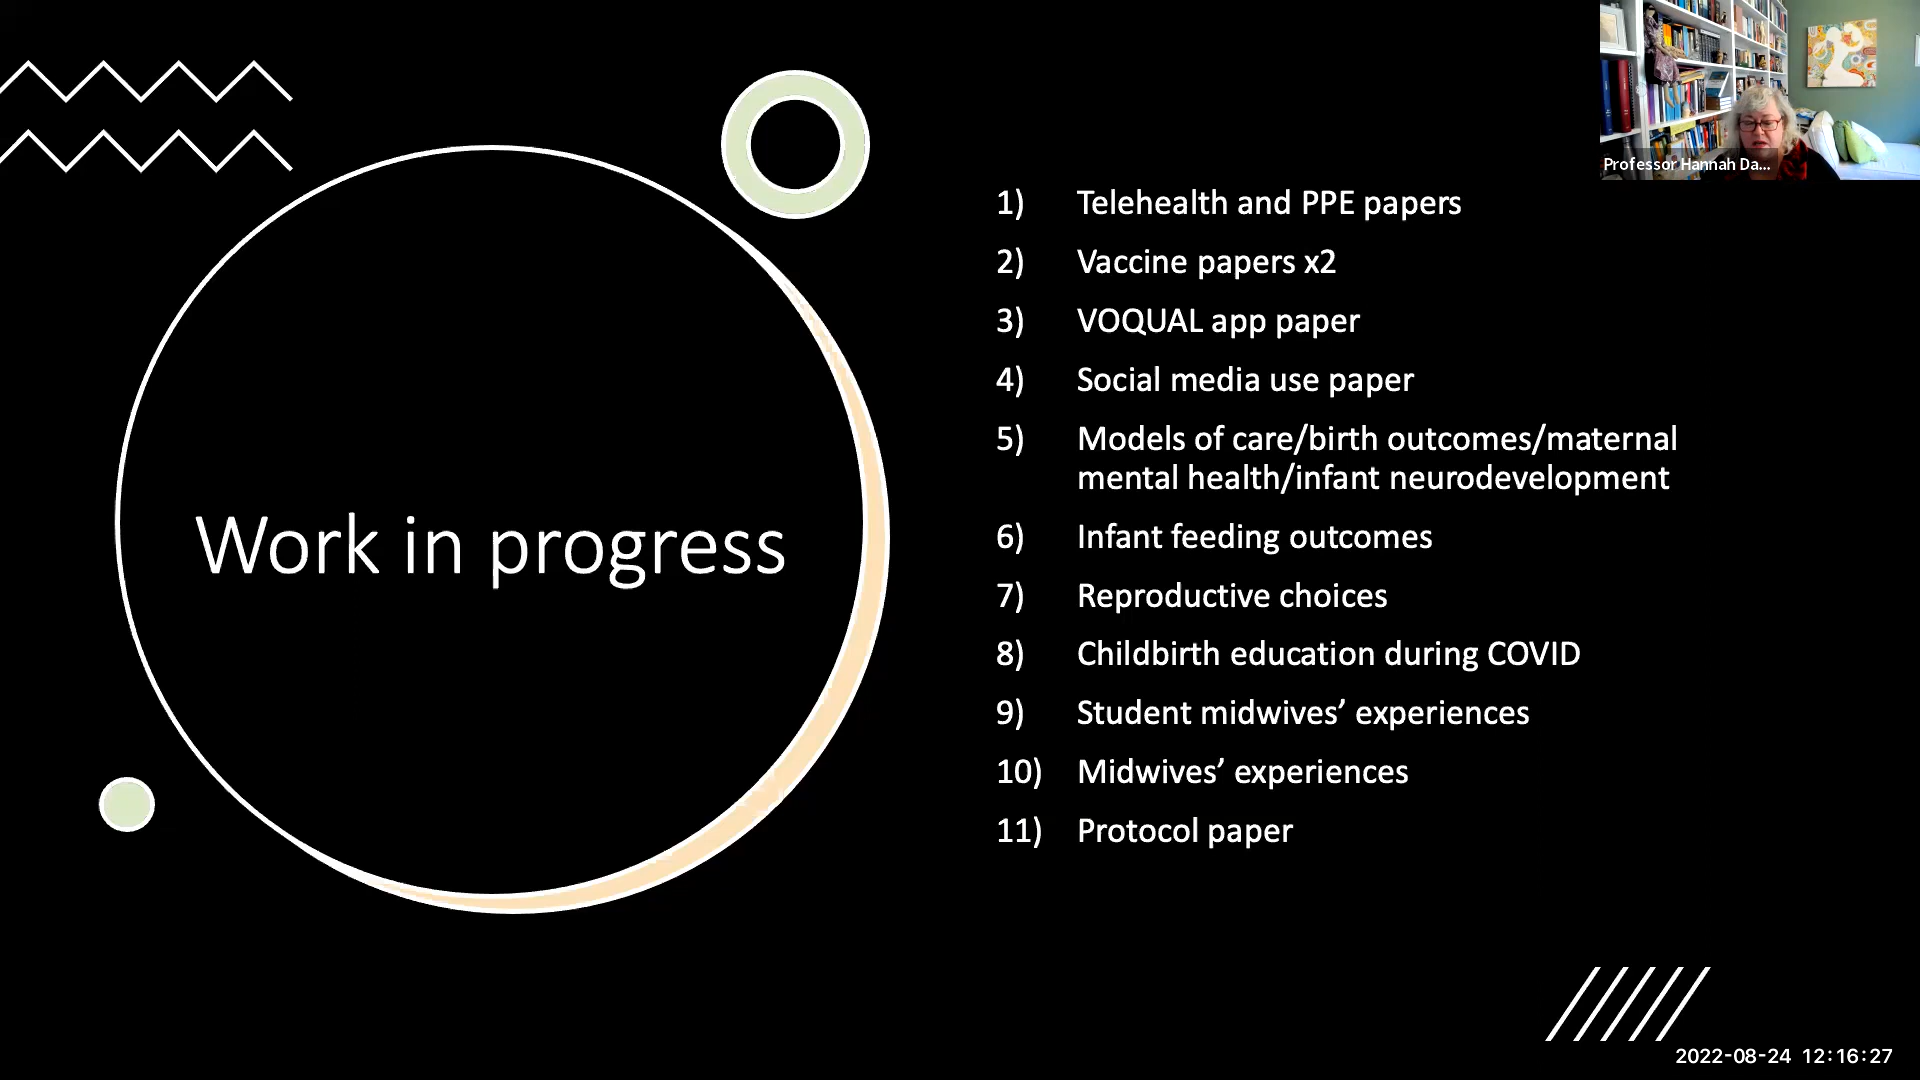 Professor Hannah Da...
1) Telehealth and PPE papers
2) Vaccine papers x2
3) VOQUAL app paper
4) Social media use paper
5) Models of care/birth outcomes/maternal
mental health/infant neurodevelopment
Work in progress
6) Infant feeding outcomes
7) Reproductive choices
8) Childbirth education during COVID
9) Student midwives’ experiences
10) Midwives’ experiences
11) Protocol paper
2022-08-24 12:16:27